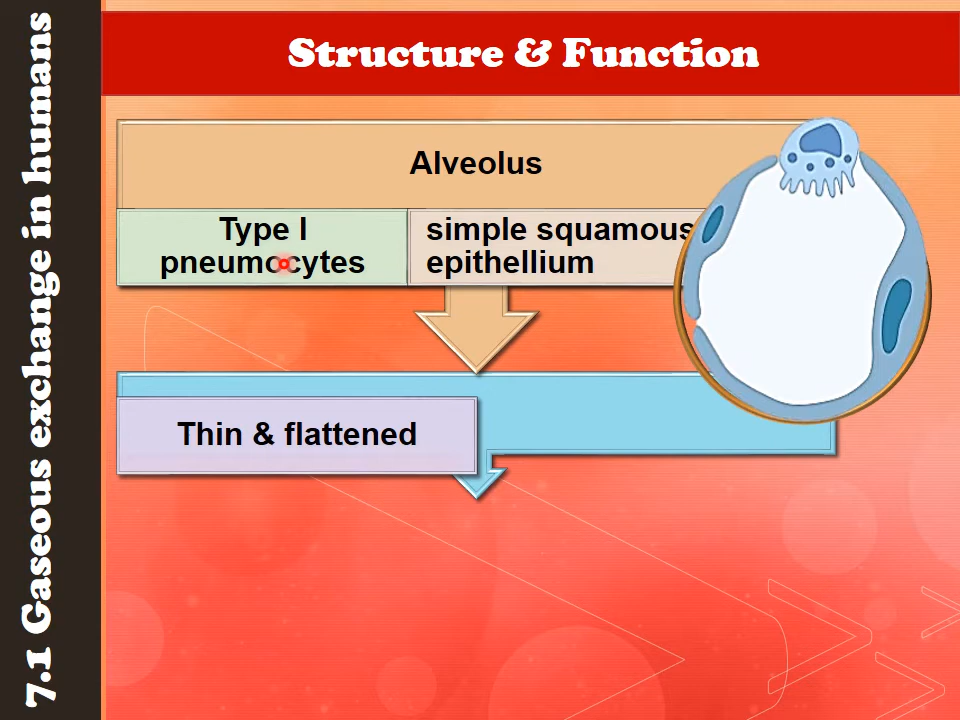 7.1 Gaseous exchange in humans
Structure & Function
Alveolus
Type I
pneumocytes
simple squamous
epithellium
Thin & flattened